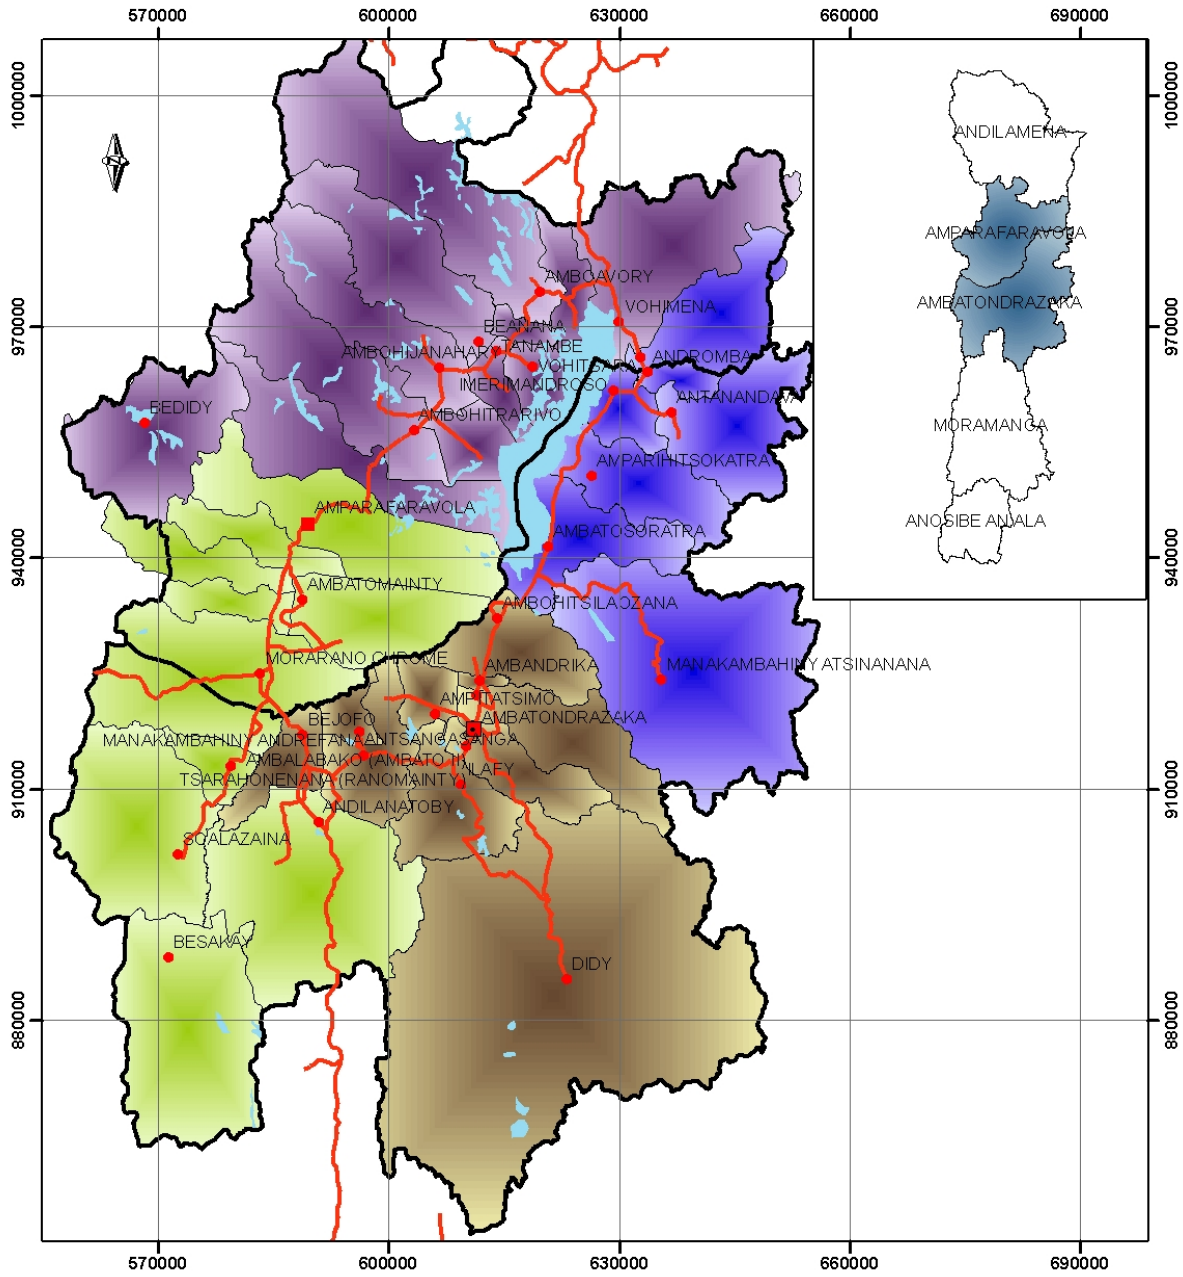 570000 600000 630000 660000 690000
1000000 1000000
970000 970000
940000 940000
910000 910000
880000 880000
ANDILAMENA
AMPARAFARAVOLA
AMBATONDRAZAKA
MORAMANGA
ANOSIBE ANJALA
AMBOAVORY
VOHIMENA
BEANANA
TANAMBE
AMBOHIJANAHARY
ANDROMBA
VOHITSARA
IMERIMANDROSO
ANTANANDAVA
BEDIDY
AMBOHITRARIVO
AMPARIHITSOKATRA
AMPARAFARAVOLA
AMBATOSORATRA
AMBATOMAINTY
AMBOHITSILAOZANA
MORARANO CHROME
AMBANDRIKA
MANAKAMBAHINY ATSINANANA
AMPITATSIMO
BEJOFO
AMBATONDRAZAKA
MANAKAMBAHINY ANDREFANA
ANTSANGASANGA
AMBALABAKO (AMBATO II)
ILAFY
TSARAHONENANA (RANOMAINTY)
ANDILANATOBY
SGALAZAINA
BESAKAY
DIDY
570000 600000 630000 660000 690000